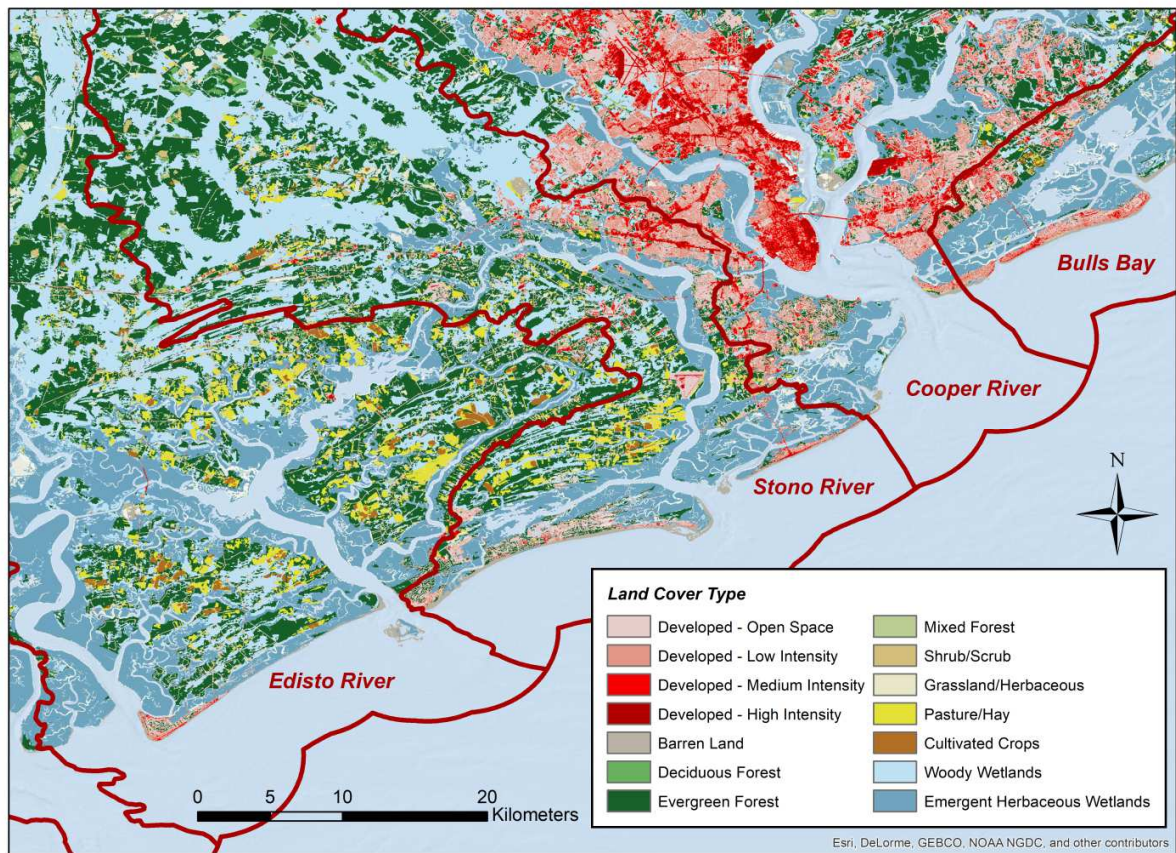 Bulls Bay
Cooper River
N
Stono River
Edisto River
0 5 10 20
Kilometers
Land Cover Type
Developed - Open Space
Developed - Low Intensity
Developed - Medium Intensity
Developed - High Intensity
Barren Land
Deciduous Forest
Evergreen Forest
Mixed Forest
Shrub/Scrub
Grassland/Herbaceous
Pasture/Hay
Cultivated Crops
Woody Wetlands
Emergent Herbaceous Wetlands
Esri, DeLorme, GEBCO, NOAA NGDC, and other contributors